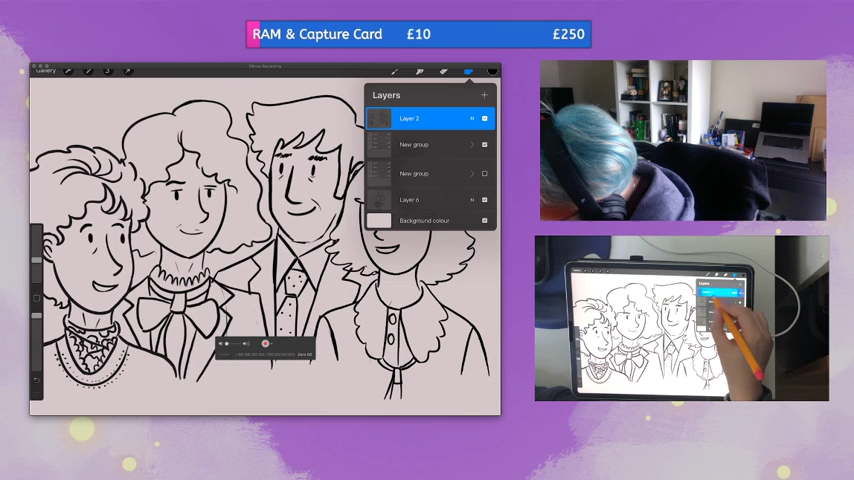 RAM & Capture Card £10 £250
Gallery
Layers
Layer 2 N
New group
New group
Layer 6 N
Background colour